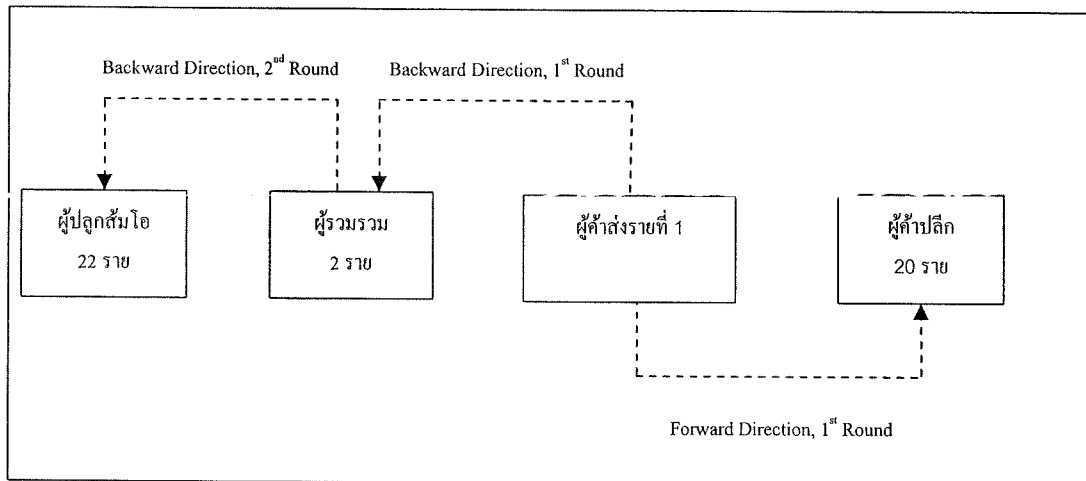 Backward Direction, 2nd Round
Backward Direction, 1st Round
ผู้ปลูกส้มโอ
22 ราย
ผู้รวมรวม
2 ราย
ผู้ค้าส่งรายที่ 1
ผู้ค้าปลีก
20 ราย
Forward Direction, 1st Round